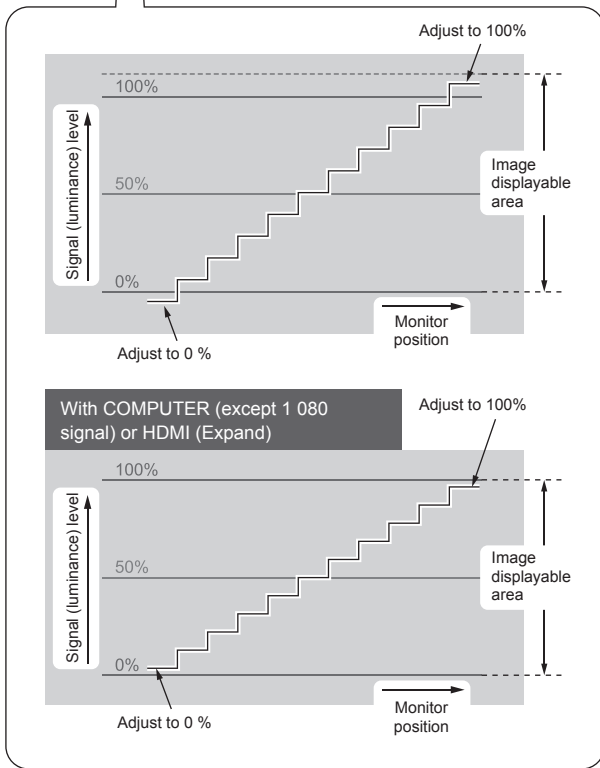 Adjust to 100%
100%
Signal (luminance) level
Image
displayable
area
50%
0%
Monitor
position
Adjust to 0 %
With COMPUTER (except 1 080
signal) or HDMI (Expand)
Adjust to 100%
100%
Signal (luminance) level
Image
displayable
area
50%
0%
Monitor
position
Adjust to 0 %